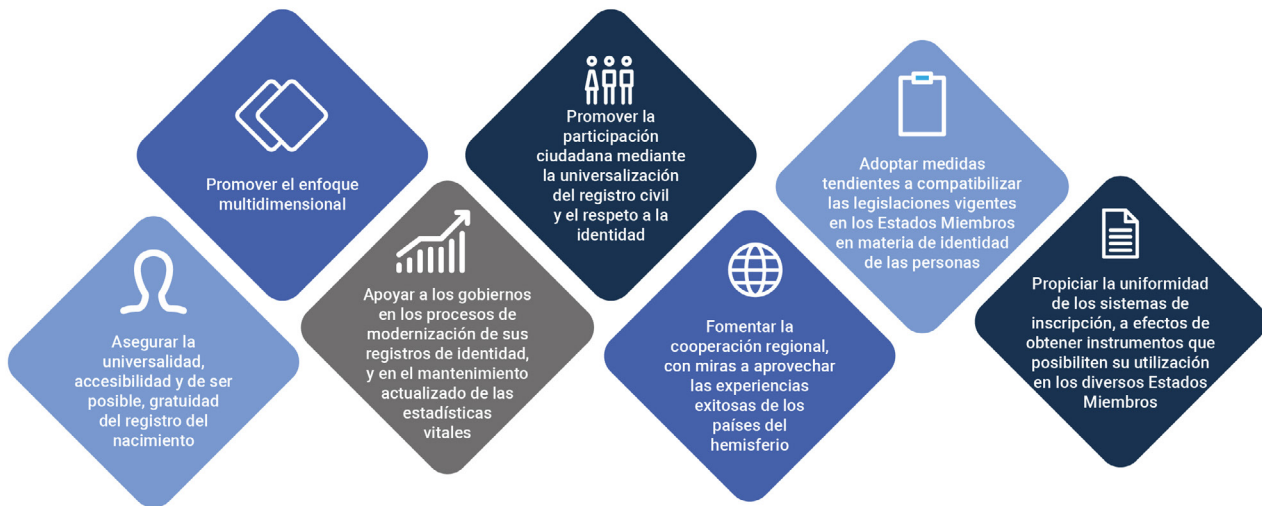 Asegurar la
universalidad,
accesibilidad y de ser
posible, gratuidad
del registro del
nacimiento
Promover el enfoque
multidimensional
Apoyar a los gobiernos
en los procesos de
modernización de sus
registros de identidad,
y en el mantenimiento
actualizado de las
estadísticas
vitales
Promover la
participación
ciudadana mediante
la universalización
del registro civil
y el respeto a la
identidad
Fomentar la
cooperación regional,
con miras a aprovechar
las experiencias
exitosas de los
países del
hemisferio
Adoptar medidas
tendientes a compatibilizar
las legislaciones vigentes
en los Estados Miembros
en materia de identidad
de las personas
Propiciar la uniformidad
de los sistemas de
inscripción, a efectos de
obtener instrumentos que
posibiliten su utilización
en los diversos Estados
Miembros